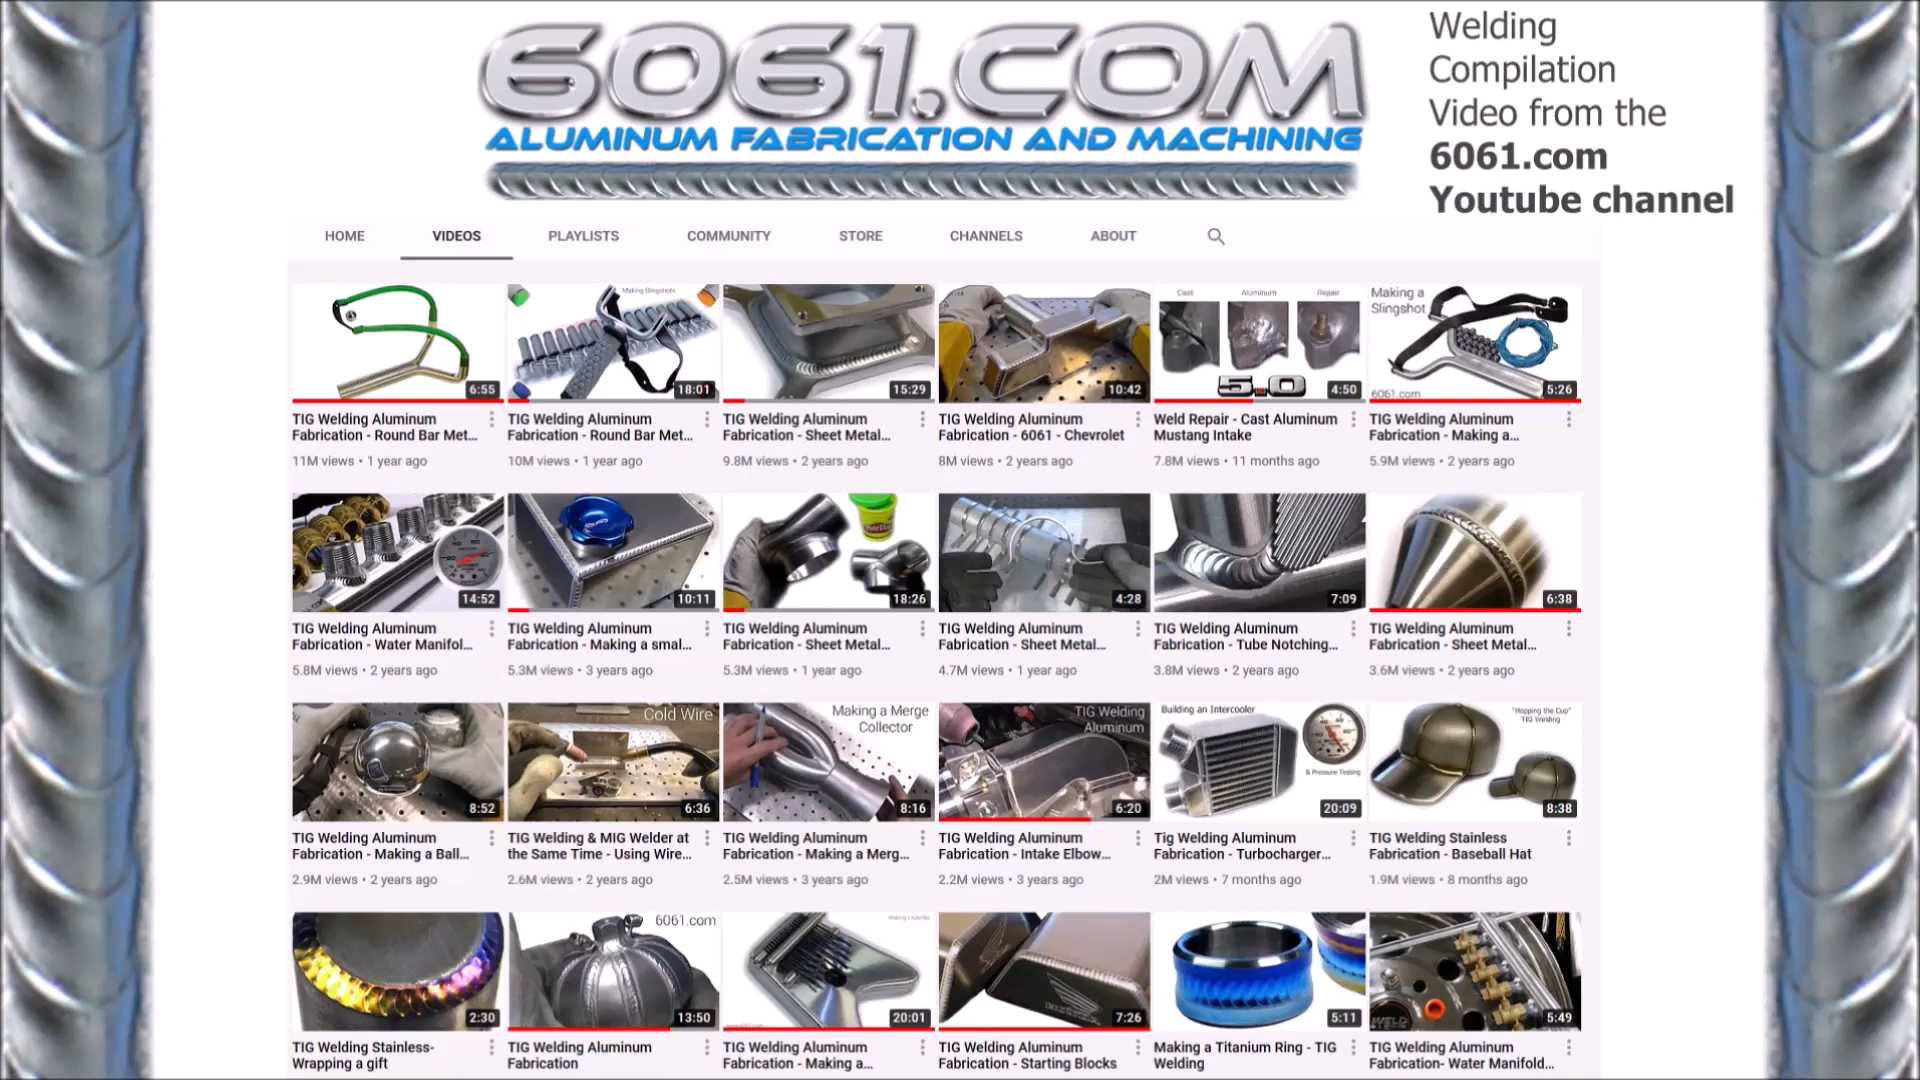 6061.COM
ALUMINUM FABRICATION AND MACHINING
Welding
Compilation
Video from the
6061.com
Youtube channel
HOME VIDEOS PLAYLISTS COMMUNITY STORE CHANNELS ABOUT
6:55
TIG Welding Aluminum
Fabrication - Round Bar Met...
11M views • 1 year ago
Making Slingshots
18:01
TIG Welding Aluminum
Fabrication - Round Bar Met...
10M views • 1 year ago
15:29
TIG Welding Aluminum
Fabrication - Sheet Metal...
9.8M views • 2 years ago
10:42
TIG Welding Aluminum
Fabrication - 6061 - Chevrolet
8M views • 2 years ago
Cast Aluminum Repair
5.0
4:50
Weld Repair - Cast Aluminum
Mustang Intake
7.8M views • 11 months ago
Making a
Slingshot
6061.com
5:26
TIG Welding Aluminum
Fabrication - Making a...
5.9M views • 2 years ago
14:52
TIG Welding Aluminum
Fabrication - Water Manifol...
5.8M views • 2 years ago
10:11
TIG Welding Aluminum
Fabrication - Making a smal...
5.3M views • 3 years ago
18:26
TIG Welding Aluminum
Fabrication - Sheet Metal...
5.3M views • 1 year ago
4:28
TIG Welding Aluminum
Fabrication - Sheet Metal...
4.7M views • 1 year ago
7:09
TIG Welding Aluminum
Fabrication - Tube Notching...
3.8M views • 2 years ago
6:38
TIG Welding Aluminum
Fabrication - Sheet Metal...
3.6M views • 2 years ago
8:52
TIG Welding Aluminum
Fabrication - Making a Ball...
2.9M views • 2 years ago
Cold Wire
6:36
TIG Welding & MIG Welder at
the Same Time - Using Wire...
2.6M views • 2 years ago
Making a Merge
Collector
8:16
TIG Welding Aluminum
Fabrication - Making a Merg...
2.5M views • 3 years ago
TIG Welding
Aluminum
6:20
TIG Welding Aluminum
Fabrication - Intake Elbow...
2.2M views • 3 years ago
Building an Intercooler
& Pressure Testing
20:09
Tig Welding Aluminum
Fabrication - Turbocharger...
2M views • 7 months ago
"Hopping the Cup"
TIG Welding
8:38
TIG Welding Stainless
Fabrication - Baseball Hat
1.9M views • 8 months ago
2:30
TIG Welding Stainless-
Wrapping a gift
6061.com
13:50
TIG Welding Aluminum
Fabrication
20:01
TIG Welding Aluminum
Fabrication - Making a...
7:26
TIG Welding Aluminum
Fabrication - Starting Blocks
5:11
Making a Titanium Ring - TIG
Welding
WELD
5:49
TIG Welding Aluminum
Fabrication- Water Manifold...